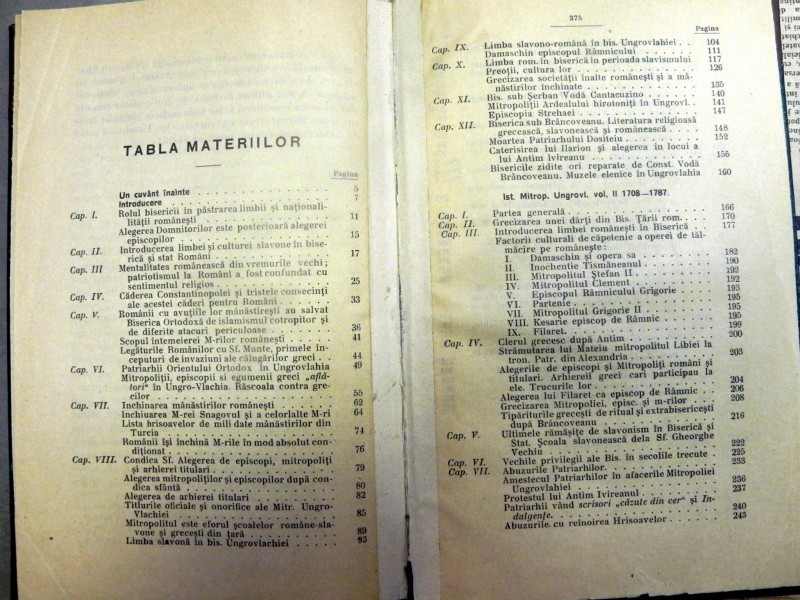 TABLA MATERIILOR
Pagina
Un cuvânt înainte . . . . . . . . . . . 5
Introducere . . . . . . . . . . . 7
Cap. I. Rolul bisericii în păstrarea limbii și naționali-
lității românești . . . . . . . . . 11
Alegerea Domnitorilor este posterioară alegerei
episcopilor . . . . . . . . . . 15
Cap. II. Introducerea limbei și culturei slavone în bise-
rică și stat Români . . . . . . . . 17
Cap. III Mentalitatea românească din vremurile vechi;
patriotismul la Români a fost confundat cu
sentimentul religios . . . . . . . . 25
Cap. IV. Căderea Constantinopolei și tristele consecinți
ale acestei căderi pentru Români . . . . 33
Cap. V. Românii cu avuțiile lor mănăstirești au salvat
Biserica Ortodoxă de islamismul cotropitor și
de diferite atacuri periculoase . . . . . 36
Scopul întemeierei M-rilor românești . . . . 41
Legăturile Românilor cu Sf. Munte, primele în-
ceputuri de invaziuni ale călugărilor greci . . 44
Cap. VI. Patriarhii Orientului Ortodox în Ungrovlahia 49
Mitropoliții, episcopii și egumenii greci „află-
tori" în Ungro-Vlachia. Răscoala contra gre-
cilor . . . . . . . . . . . 55
Cap. VII. Inchinarea mănăstirilor românești . . . . . 62
Inchiuarea M-rei Snagovul și a celorlalte M-ri 64
Lista hrisoavelor de mili date mănăstirilor din
Turcia . . . . . . . . . . . 74
Românii își închină M-rile în mod absolut con-
diționat . . . . . . . . . . . 76
Cap. VIII. Condica Sf. Alegerea de episcopi, mitropoliți
și arhierei titulari . . . . . . . . 79
Alegerea mitropoliților și episcopilor după con-
dica sfântă . . . . . . . . . . 80
Alegerea de arhierei titulari . . . . . . . 82
Titlurile oficiale și onorifice ale Mitr. Ungro-
Vlachiei . . . . . . . . . . . 85
Mitropolitul este eforul școalelor româno-sla-
vone și grecești din țară . . . . . . . 89
Limba slavonă în bis. Ungrovlachiei . . . . 93
375
Pagina
Cap. IX. Limba slavono-română în bis. Ungrovlahiei . . 104
Damaschin episcopul Râmnicului . . . . . 111
Cap. X. Limba rom. în biserică în perioada slavismului 117
Preoții, cultura lor . . . . . . . . . 126
Grecizarea societății înalte românești și a mă-
năstirilor închinate . . . . . . . . 135
Cap. XI. Bis. sub Șerban Vodă Cantacuzino . . . . . 140
Mitropoliții Ardealului hirotoniți în Ungrovl. . 141
Episcopia Strehaei . . . . . . . . . 147
Cap. XII. Biserica sub Brâncoveanu. Literatura religioasă
grecească, slavonească și românească . . . . 148
Moartea Patriarhului Dositeiu . . . . . . 152
Caterisirea lui Ilarion și alegerea în locul a
lui Antim Ivireanu . . . . . . . . 155
Bisericile zidite ori reparate de Const. Vodă
Brâncoveanu. Muzele elenice în Ungrovlahia 160
Ist. Mitrop. Ungrovl. vol. II 1708—1787.
Cap. I. Partea generală . . . . . . . . . . 166
Cap. II. Grecizarea unei părți din Bis. Țării rom. . . . 170
Cap. III. Introducerea limbei românești în Biserică . . 177
Factorii culturali de căpetenie a operei de tăl-
măcire pe românește:
I. Damaschin și opera sa . . . . . . 182
II. Inochentie Tismăneanul . . . . . . 190
III. Mitropolitul Ștefan II . . . . . . . 192
IV. Mitropolitul Climent . . . . . . . 192
V. Episcopul Râmnicului Grigorie . . . . 193
VI. Partenie . . . . . . . . . . 195
VII. Mitropolitul Grigorie II . . . . . . 195
VIII. Kesarie episcop de Râmnic . . . . . 195
IX. Filaret . . . . . . . . . . 199
Cap. IV. Clerul grecesc după Antim . . . . . . . 200
Strămutarea lui Mateiu mitropolitul Libiei la
tron. Patr. din Alexandria . . . . . . 203
Alegerile de episcopi și Mitropoliți români și
titulari. Arhierei greci cari participau la
ele. Trucurile lor . . . . . . . . . 204
Alegerea lui Filaret ca episcop de Râmnic . . 206
Grecizarea Mitropoliei, episc. și m-rilor . . . 208
Tipăriturile grecești de ritual și extrabisericești
după Brâncoveanu . . . . . . . . 216
Cap. V. Ultimele rămășițe de slavonism în Biserică și
Stat. Școala slavonească dela Sf. Gheorghe
Vechiu . . . . . . . . . . . 222
Cap. VI. Vechile privilegii ale Bis. în secolile trecute . 225
Cap. VII. Abuzurile Patriarhilor . . . . . . . . 233
Amestecul Patriarhilor în afacerile Mitropoliei
Ungrovlahiei . . . . . . . . . . 236
Protestul lui Antim Ivireanul . . . . . . 237
Patriarhii vând scrisori „căzute din cer" și In-
dulgențe . . . . . . . . . . . 240
Abuzurile cu reînoirea Hrisoavelor . . . . . 243